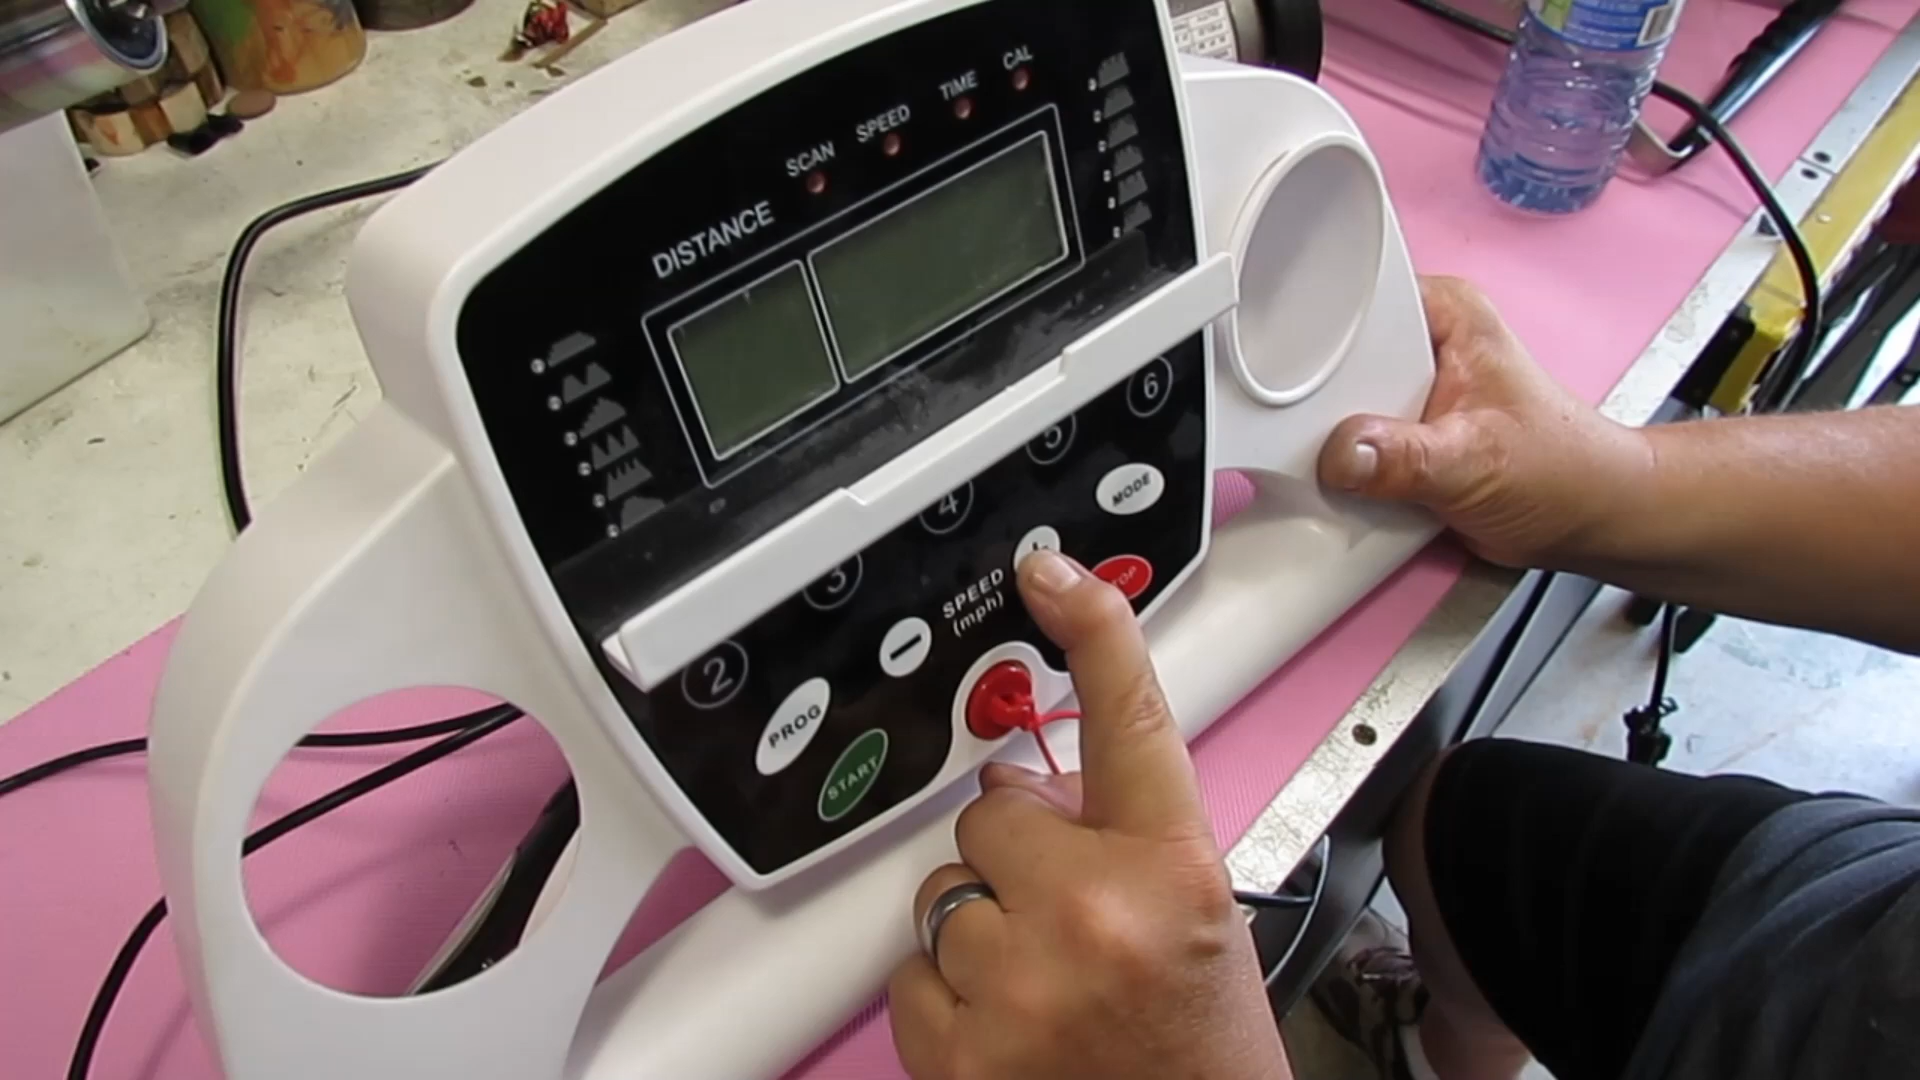 DISTANCE
SCAN
SPEED
TIME
CAL
2
3
4
5
6
PROG
SPEED
(mph)
MODE
START